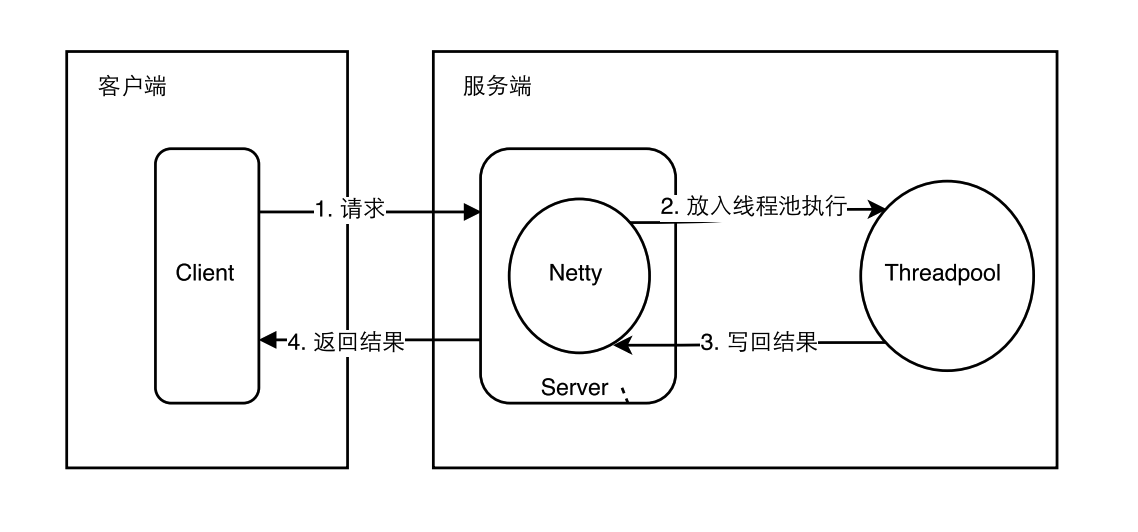 客户端
服务端
1. 请求
2. 放入线程池执行
Client
Netty
Threadpool
4. 返回结果
3. 写回结果
Server